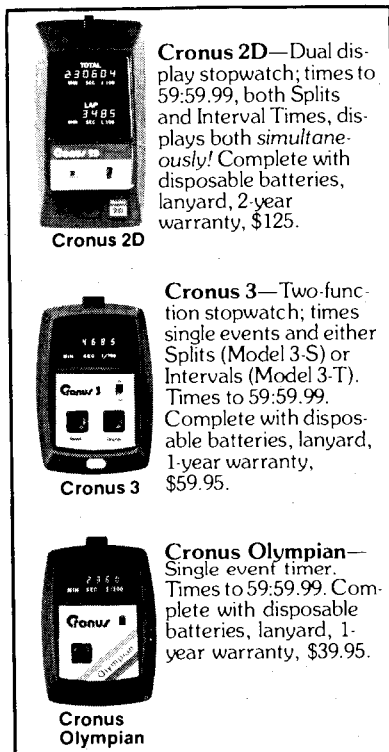 TOTAL
230604
MIN SEC 1/100
LAP
3485
MIN SEC 1/100
Cronus 2D
Cronus 2D
Cronus 2D—Dual dis-
play stopwatch; times to
59:59.99, both Splits
and Interval Times, dis-
plays both simultane-
ously! Complete with
disposable batteries,
lanyard, 2-year
warranty, $125.
4685
MIN SEC 1/100
Cronus 3
Cronus 3
Cronus 3—Two-func-
tion stopwatch; times
single events and either
Splits (Model 3-S) or
Intervals (Model 3-T).
Times to 59:59.99.
Complete with dispos-
able batteries, lanyard,
1-year warranty,
$59.95.
2360
MIN SEC 1/100
Cronus
Olympian
Cronus
Olympian
Cronus Olympian—
Single event timer.
Times to 59:59.99. Com-
plete with disposable
batteries, lanyard, 1-
year warranty, $39.95.